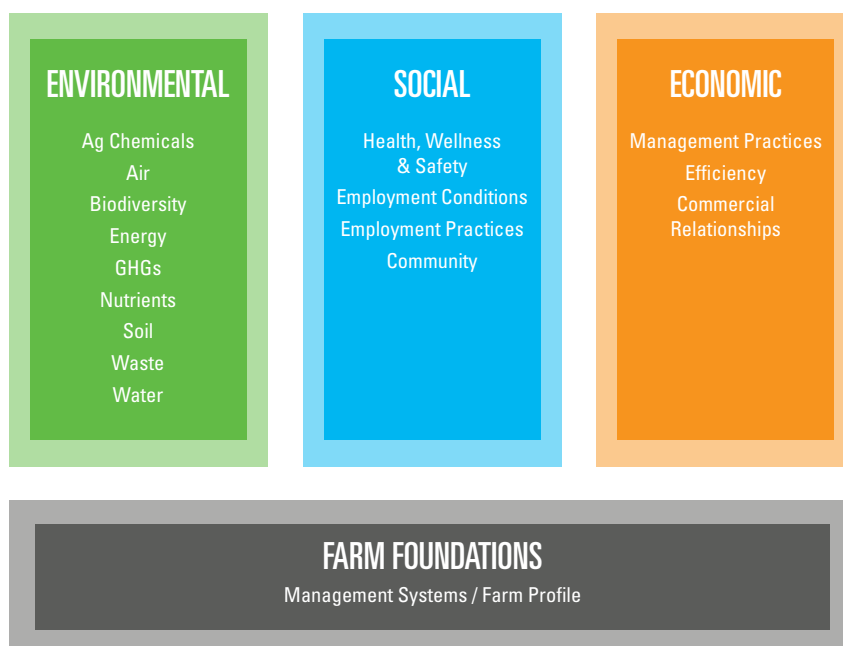 ENVIRONMENTAL
Ag Chemicals
Air
Biodiversity
Energy
GHGs
Nutrients
Soil
Waste
Water
SOCIAL
Health, Wellness
& Safety
Employment Conditions
Employment Practices
Community
ECONOMIC
Management Practices
Efficiency
Commercial
Relationships
FARM FOUNDATIONS
Management Systems / Farm Profile